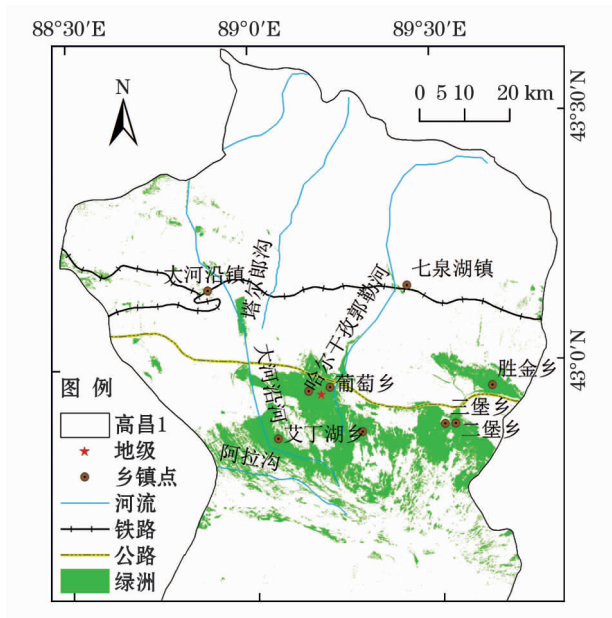 88°30′E 89°0′E 89°30′E
N
0 5 10 20 km
43°30′N
大河沿镇
塔尔郎沟
哈尔干孜郭勒河
七泉湖镇
43°0′N
大河沿河
葡萄乡
胜金乡
三堡乡
二堡乡
艾丁湖乡
阿拉沟
图 例
高昌1
地级
乡镇点
河流
铁路
公路
绿洲